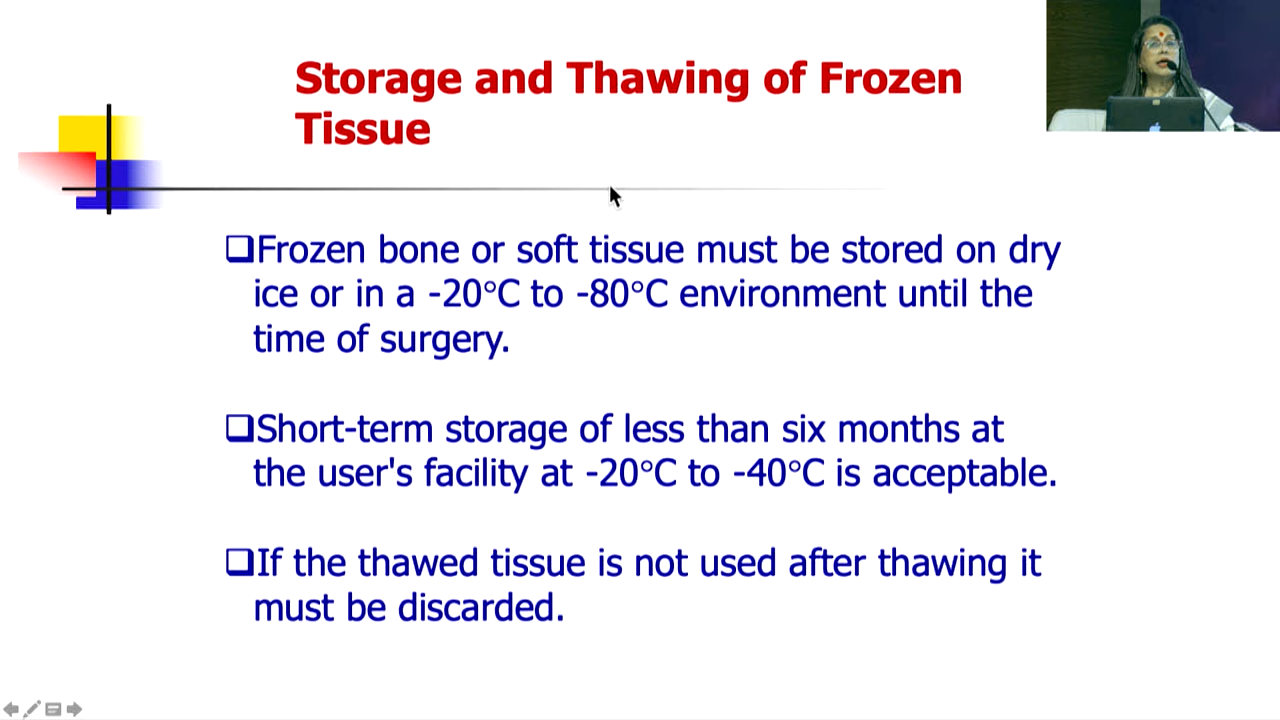 Storage and Thawing of Frozen
Tissue
❑Frozen bone or soft tissue must be stored on dry
ice or in a -20°C to -80°C environment until the
time of surgery.
❑Short-term storage of less than six months at
the user's facility at -20°C to -40°C is acceptable.
❑If the thawed tissue is not used after thawing it
must be discarded.